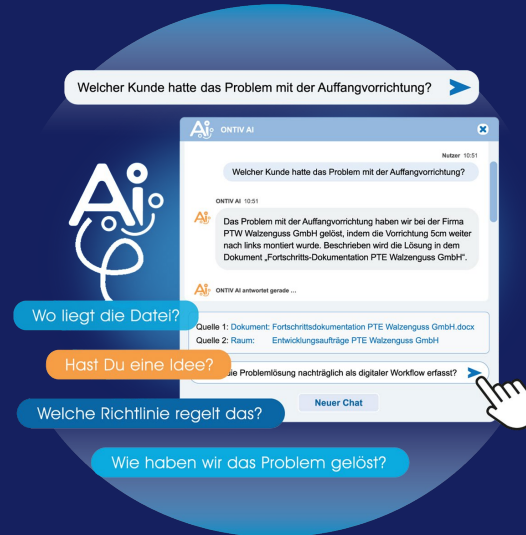 Welcher Kunde hatte das Problem mit der Auffangvorrichtung?
Ai
ONTIV AI
Nutzer 10:51
Welcher Kunde hatte das Problem mit der Auffangvorrichtung?
Ai
ONTIV AI 10:51
Ai
Das Problem mit der Auffangvorrichtung haben wir bei der Firma
PTW Walzenguss GmbH gelöst, indem die Vorrichtung 5cm weiter
nach links montiert wurde. Beschrieben wird die Lösung in dem
Dokument „Fortschritts-Dokumentation PTE Walzenguss GmbH“.
Ai ONTIV AI antwortet gerade ...
Wo liegt die Datei?
Quelle 1: Dokument: Fortschrittsdokumentation PTE Walzenguss GmbH.docx
Quelle 2: Raum: Entwicklungsaufträge PTE Walzenguss GmbH
Hast Du eine Idee?
die Problemlösung nachträglich als digitaler Workflow erfasst?
Welche Richtlinie regelt das?
Neuer Chat
Wie haben wir das Problem gelöst?